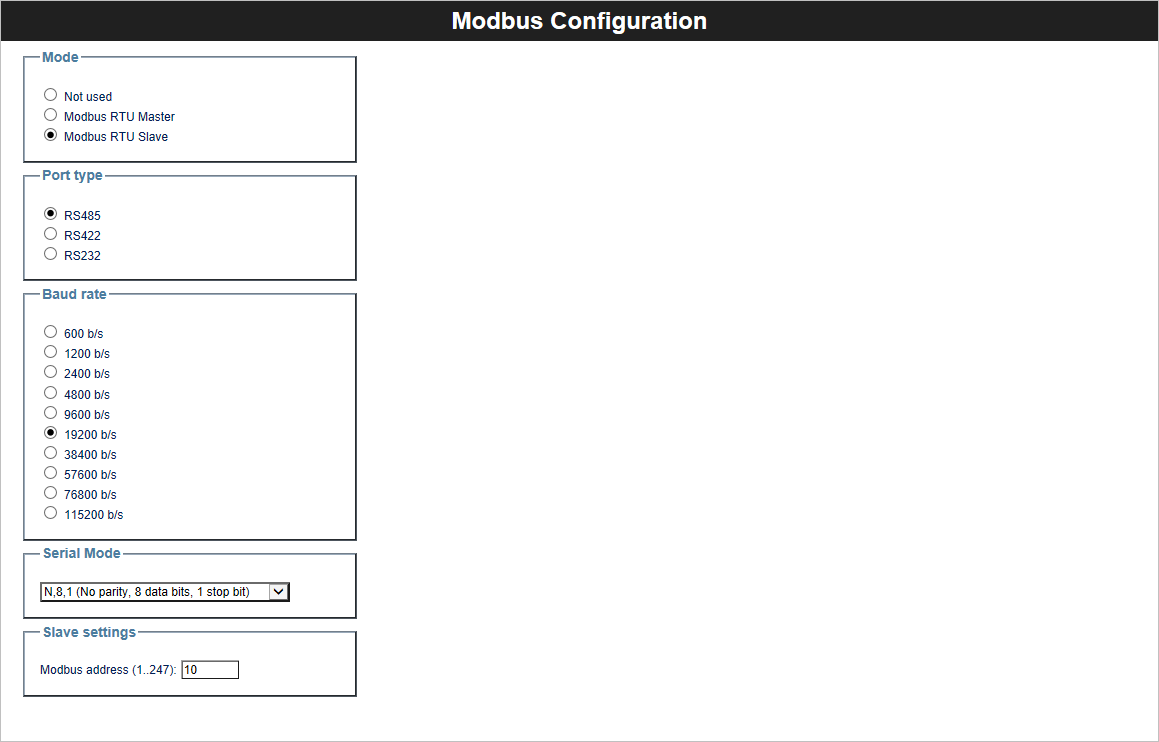 Modbus Configuration
Mode
Not used
Modbus RTU Master
Modbus RTU Slave
Port type
RS485
RS422
RS232
Baud rate
600 b/s
1200 b/s
2400 b/s
4800 b/s
9600 b/s
19200 b/s
38400 b/s
57600 b/s
76800 b/s
115200 b/s
Serial Mode
N,8,1 (No parity, 8 data bits, 1 stop bit)
Slave settings
Modbus address (1..247): 10